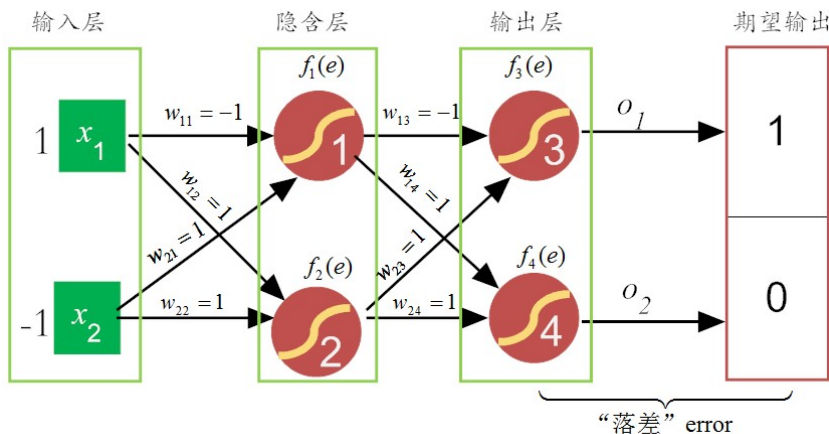 输入层
隐含层
输出层
期望输出
f₁(e)
f₃(e)
w₁₁ = −1
w₁₃ = −1
o₁
1
x₁
1
3
1
w₁₂ = 1
w₁₄ = 1
w₂₁ = 1
w₂₃ = 1
f₂(e)
f₄(e)
-1
x₂
w₂₂ = 1
2
w₂₄ = 1
4
o₂
0
“落差” error